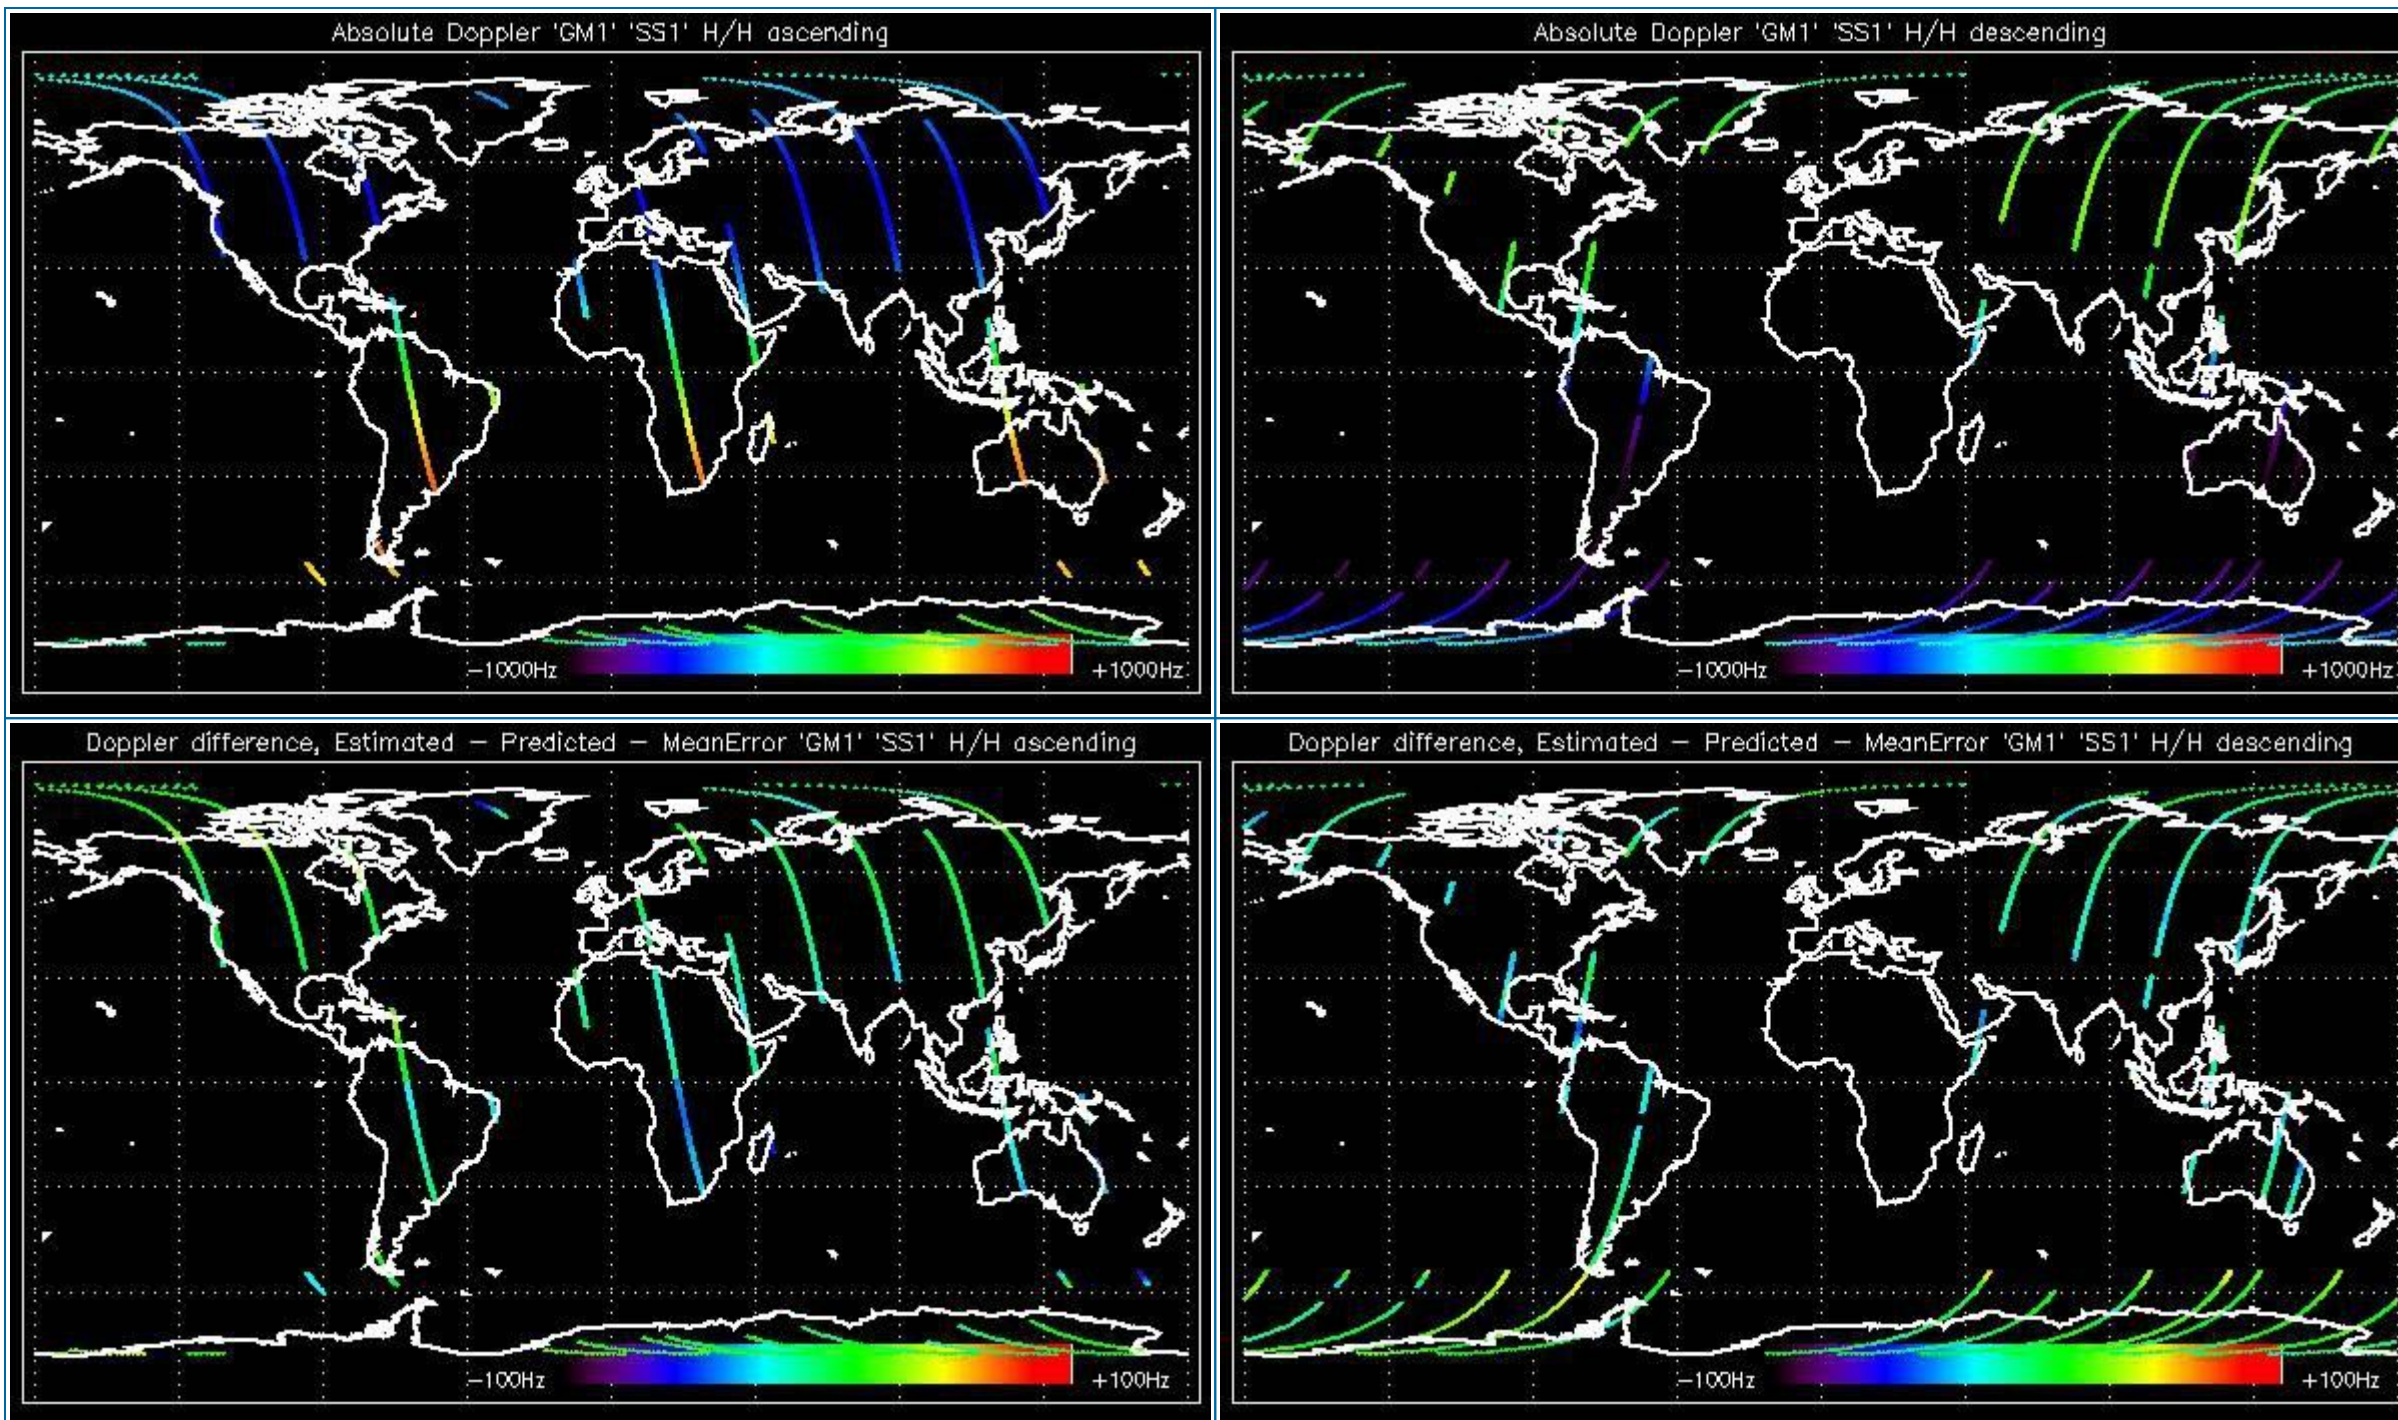 Absolute Doppler 'GM1' 'SS1' H/H ascending
-1000Hz +1000Hz
Absolute Doppler 'GM1' 'SS1' H/H descending
-1000Hz +1000Hz
Doppler difference, Estimated - Predicted - MeanError 'GM1' 'SS1' H/H ascending
-100Hz +100Hz
Doppler difference, Estimated - Predicted - MeanError 'GM1' 'SS1' H/H descending
-100Hz +100Hz